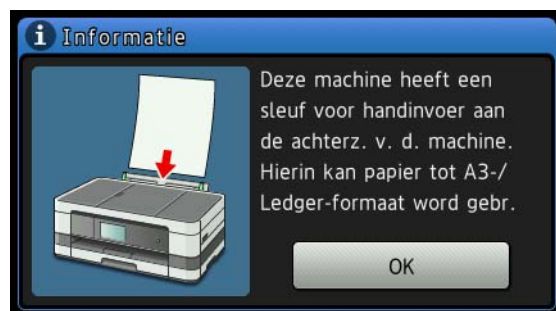 Informatie
Deze machine heeft een
sleuf voor handinvoer aan
de achterz. v. d. machine.
Hierin kan papier tot A3-/
Ledger-formaat word gebr.
OK